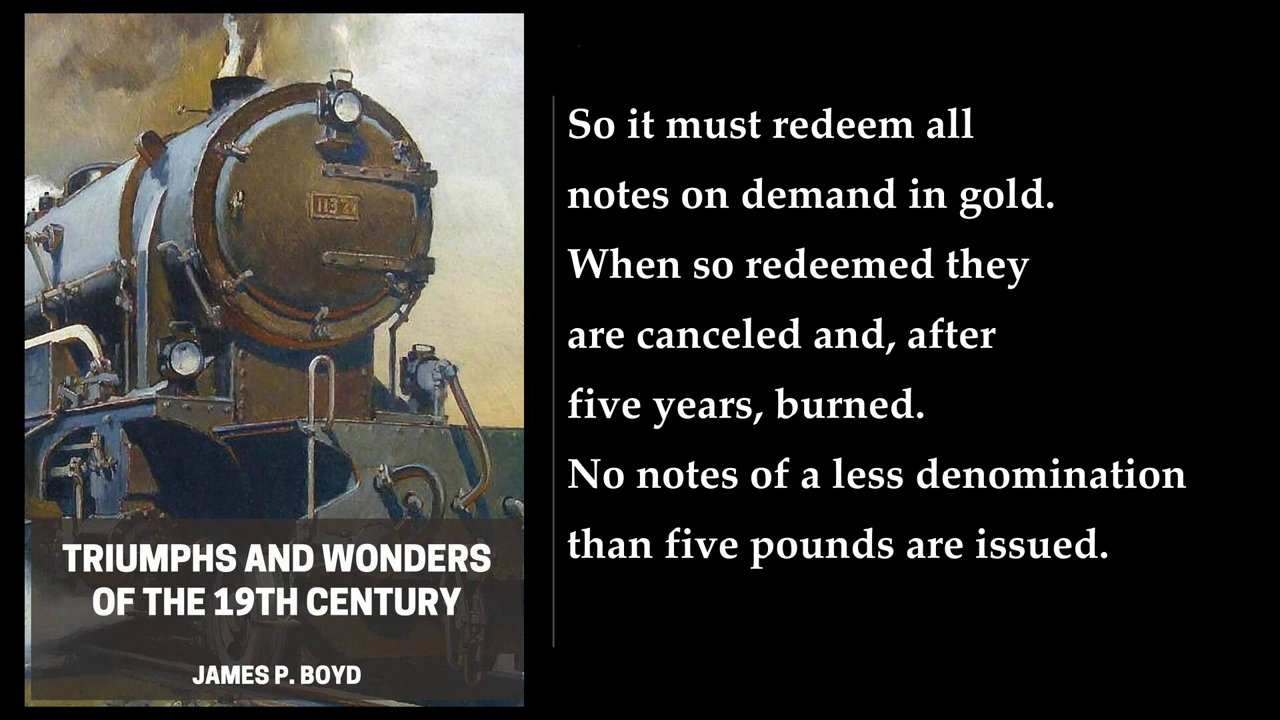 So it must redeem all
notes on demand in gold.
When so redeemed they
are canceled and, after
five years, burned.
No notes of a less denomination
than five pounds are issued.
TRIUMPHS AND WONDERS
OF THE 19TH CENTURY
JAMES P. BOYD